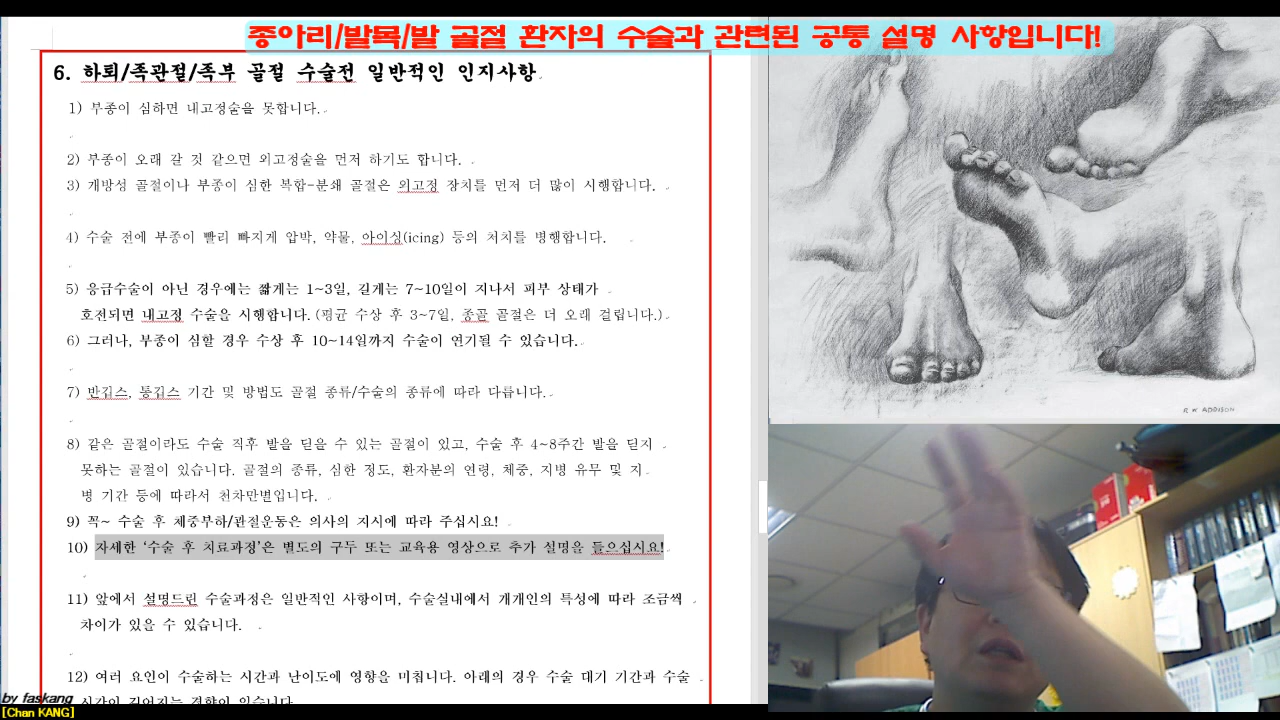 종아리/발목/발 골절 환자의 수술과 관련된 공통 설명 사항입니다!
6. 하퇴/족관절/족부 골절 수술전 일반적인 인지사항
1) 부종이 심하면 내고정술을 못합니다.
2) 부종이 오래 갈 것 같으면 외고정술을 먼저 하기도 합니다.
3) 개방성 골절이나 부종이 심한 복합-분쇄 골절은 외고정 장치를 먼저 더 많이 시행합니다.
4) 수술 전에 부종이 빨리 빠지게 압박, 약물, 아이싱(icing) 등의 처치를 병행합니다.
5) 응급수술이 아닌 경우에는 짧게는 1~3일, 길게는 7~10일이 지나서 피부 상태가
호전되면 내고정 수술을 시행합니다. (평균 수상 후 3~7일, 종골 골절은 더 오래 걸립니다.)
6) 그러나, 부종이 심할 경우 수상 후 10~14일까지 수술이 연기될 수 있습니다.
7) 반깁스, 통깁스 기간 및 방법도 골절 종류/수술의 종류에 따라 다릅니다.
8) 같은 골절이라도 수술 직후 발을 딛을 수 있는 골절이 있고, 수술 후 4~8주간 발을 딛지
못하는 골절이 있습니다. 골절의 종류, 심한 정도, 환자분의 연령, 체중, 지병 유무 및 지
병 기간 등에 따라서 천차만별입니다.
9) 꼭~ 수술 후 체중부하/관절운동은 의사의 지시에 따라 주십시요!
10) 자세한 '수술 후 치료과정'은 별도의 구두 또는 교육용 영상으로 추가 설명을 들으십시요!
11) 앞에서 설명드린 수술과정은 일반적인 사항이며, 수술실내에서 개개인의 특성에 따라 조금씩
차이가 있을 수 있습니다.
12) 여러 요인이 수술하는 시간과 난이도에 영향을 미칩니다. 아래의 경우 수술 대기 기간과 수술
시간이 길어지는 경향이 있습니다.
by faskang
[Chan KANG]
R K ADDISON